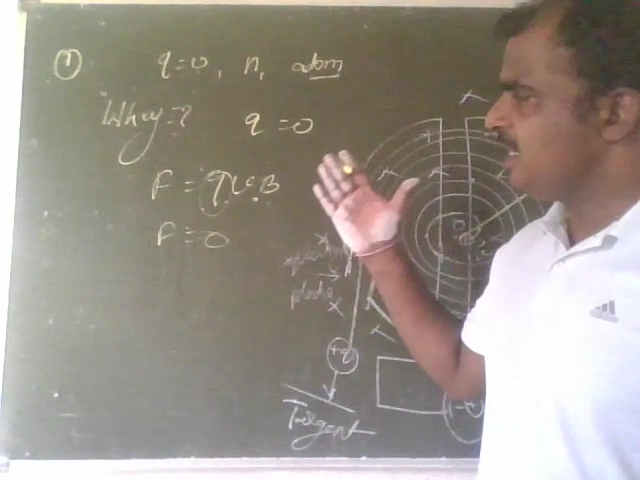 ① q=0, n, atom
Why? q=0
F = qVB
F=0
plate
+q
Target